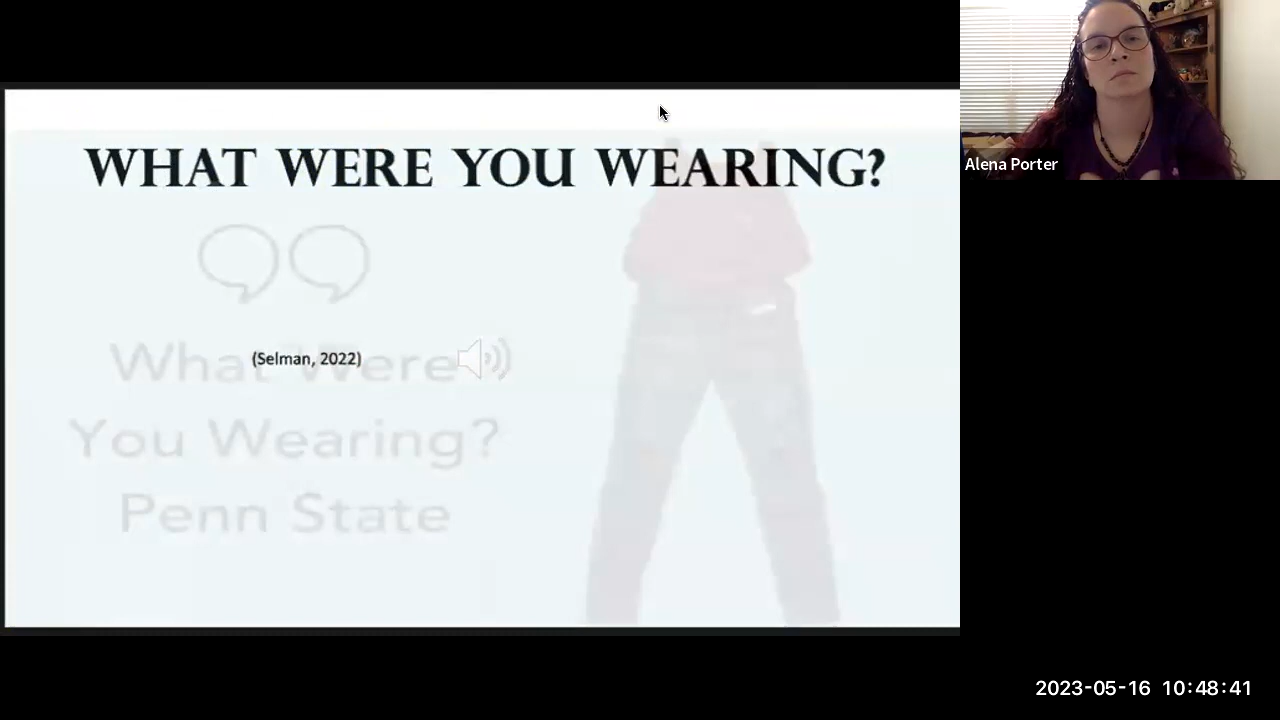 WHAT WERE YOU WEARING?
What Were
(Selman, 2022)
You Wearing?
Penn State
Alena Porter
2023-05-16 10:48:41